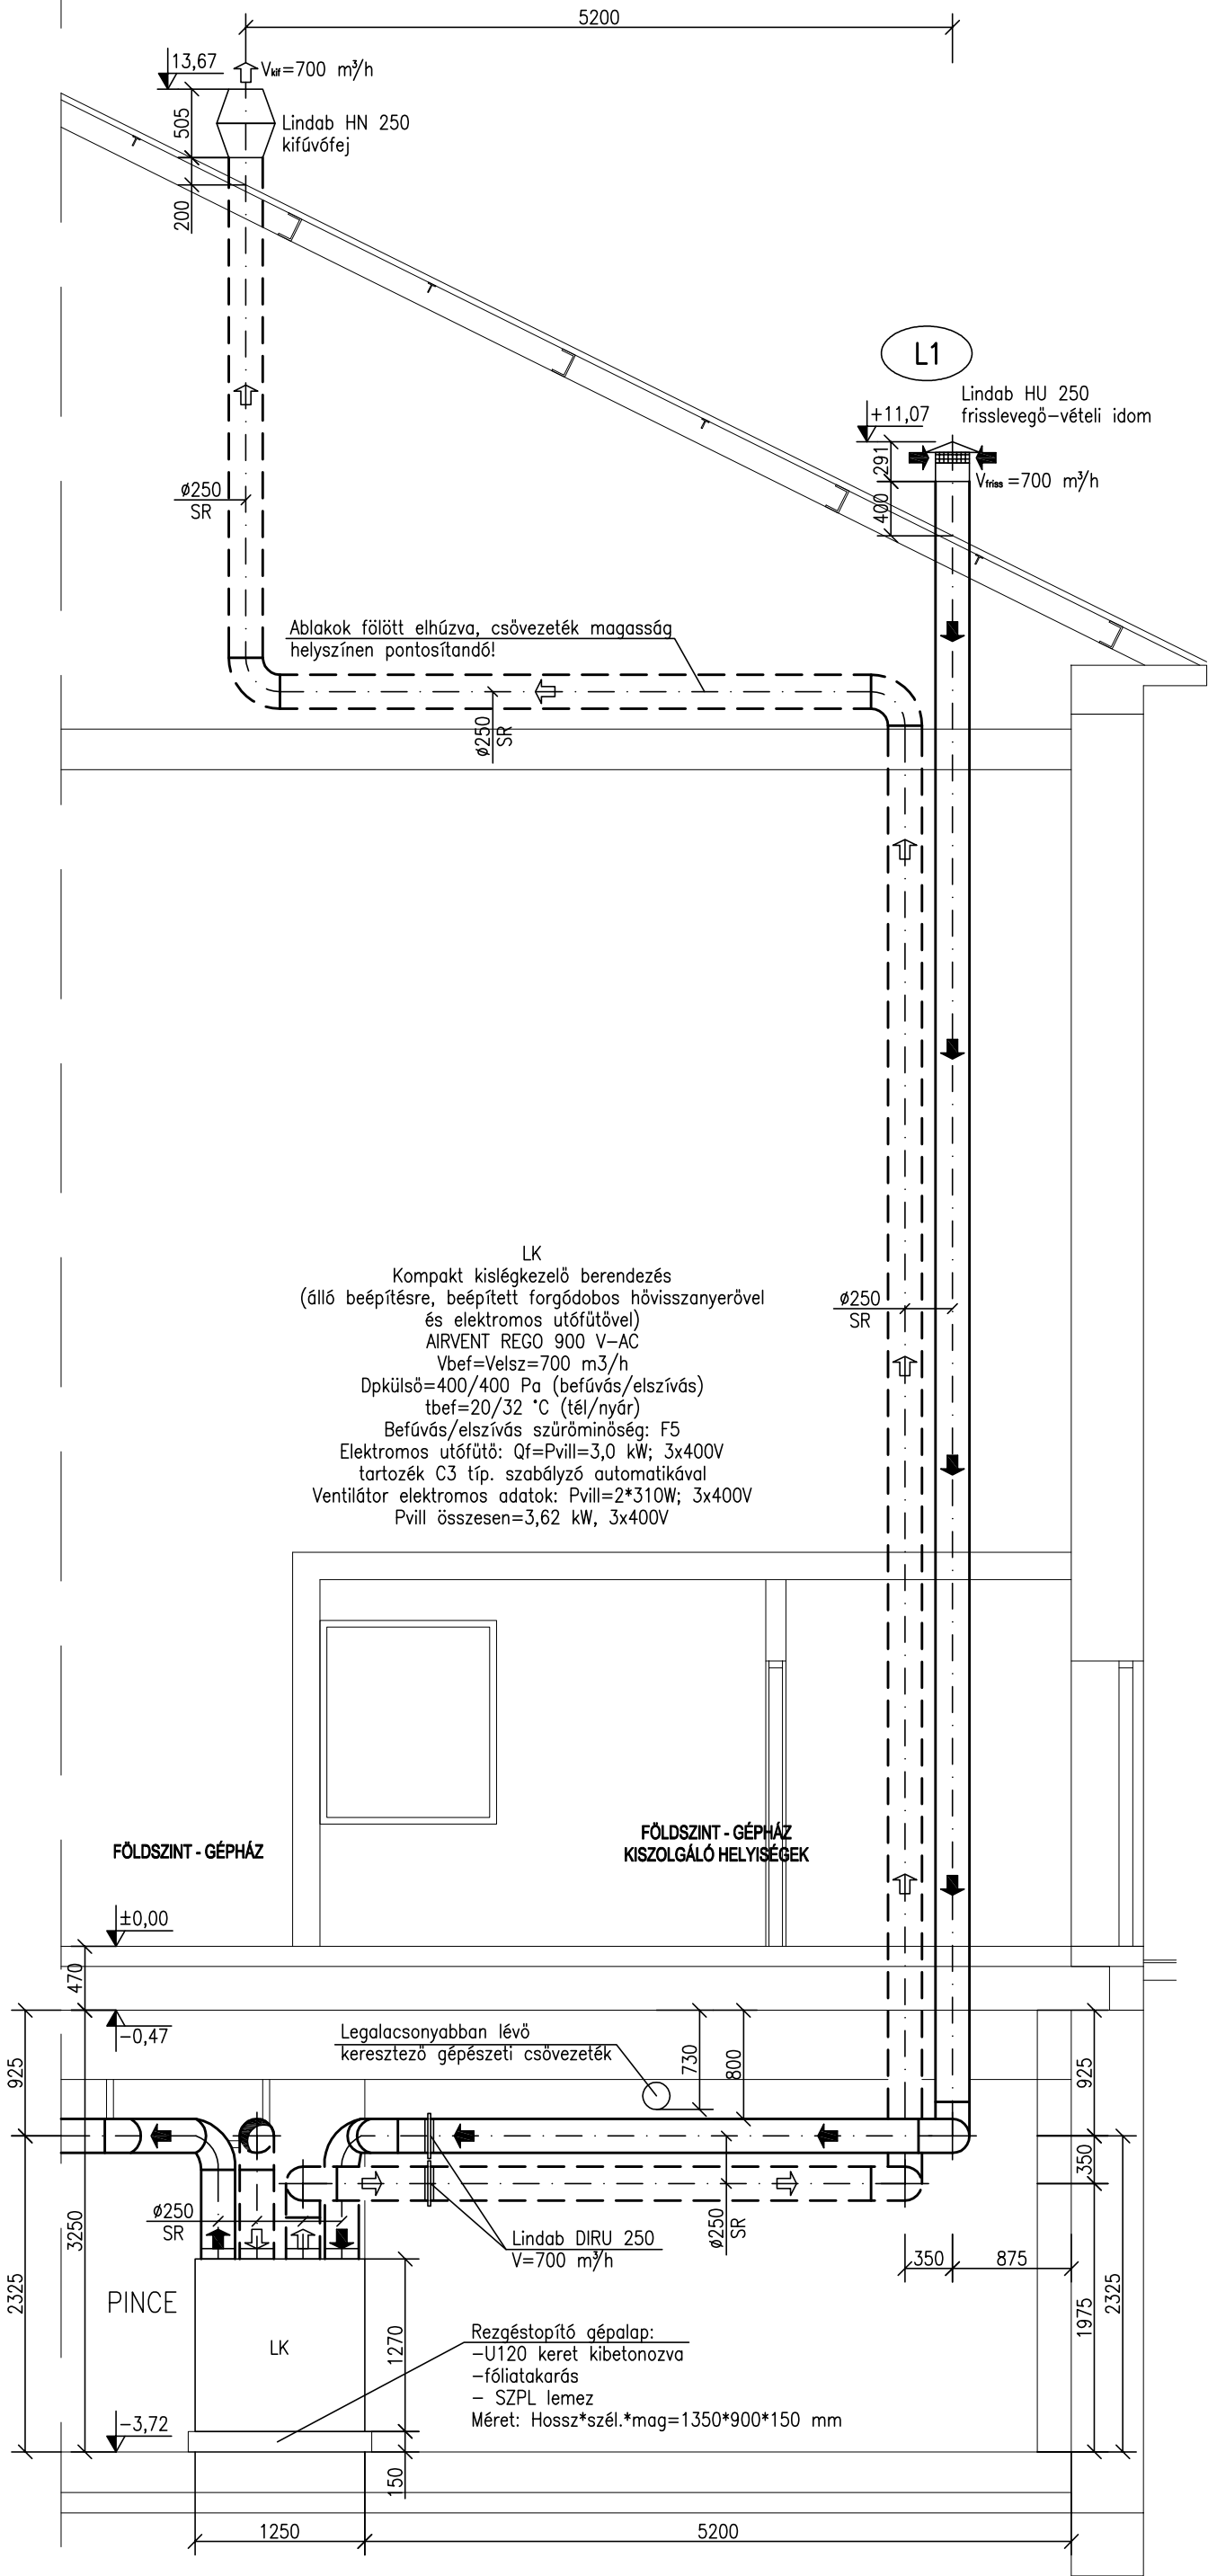 5200
13,67
Vkif=700 m³/h
505
Lindab HN 250
kifúvófej
200
L1
Lindab HU 250
frisslevegő–vételi idom
+11,07
291
Vfriss =700 m³/h
400
ø250
SR
Ablakok fölött elhúzva, csővezeték magasság
helyszínen pontosítandó!
ø250
SR
LK
Kompakt kislégkezelő berendezés
(álló beépítésre, beépített forgódobos hővisszanyerővel
és elektromos utófűtővel)
AIRVENT REGO 900 V–AC
Vbef=Velsz=700 m3/h
Dpkülső=400/400 Pa (befúvás/elszívás)
tbef=20/32 °C (tél/nyár)
Befúvás/elszívás szűrőminőség: F5
Elektromos utófűtő: Qf=Pvill=3,0 kW; 3x400V
tartozék C3 típ. szabályzó automatikával
Ventilátor elektromos adatok: Pvill=2*310W; 3x400V
Pvill összesen=3,62 kW, 3x400V
ø250
SR
FÖLDSZINT - GÉPHÁZ
FÖLDSZINT - GÉPHÁZ
KISZOLGÁLÓ HELYISÉGEK
±0,00
470
–0,47
925
Legalacsonyabban lévő
keresztező gépészeti csővezeték
730
800
925
350
ø250
SR
3250
2325
Lindab DIRU 250
V=700 m³/h
ø250
SR
350
875
1975
2325
PINCE
LK
1270
Rezgéstopító gépalap:
–U120 keret kibetonozva
–fóliatakarás
– SZPL lemez
Méret: Hossz*szél.*mag=1350*900*150 mm
–3,72
150
1250
5200